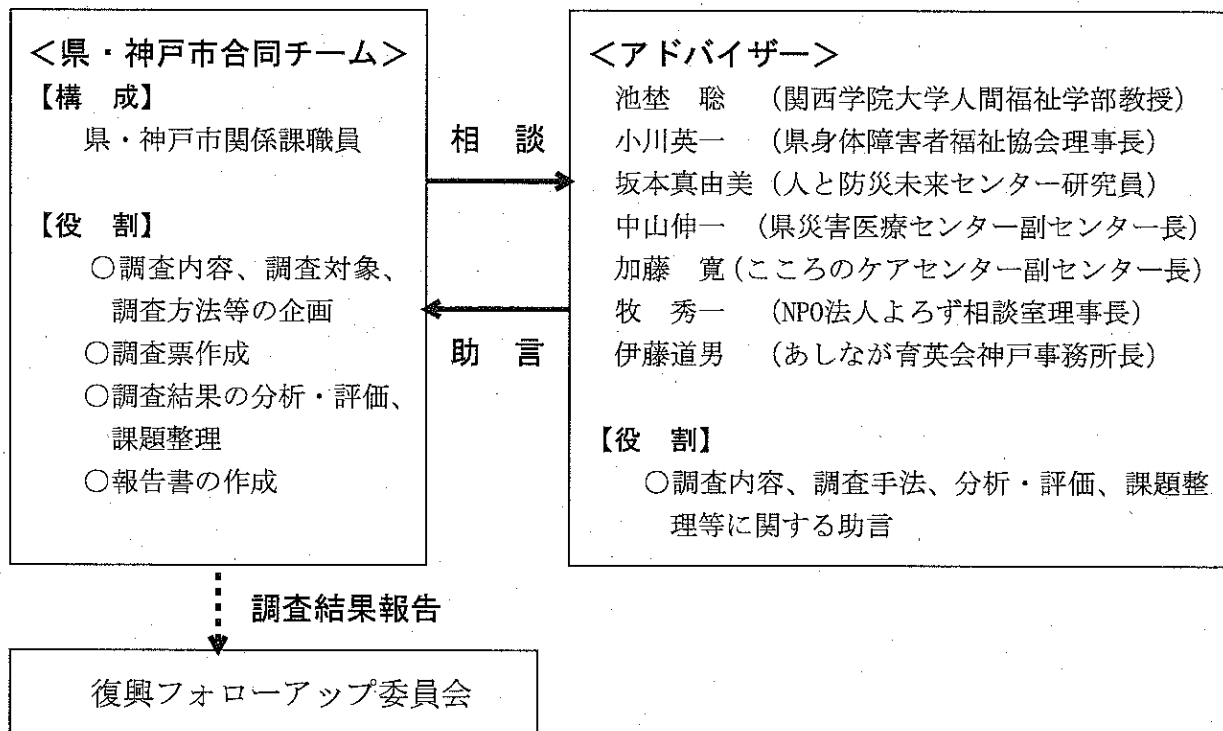 ＜県・神戸市合同チーム＞
【構　成】
県・神戸市関係課職員
【役　割】
○調査内容、調査対象、
調査方法等の企画
○調査票作成
○調査結果の分析・評価、
課題整理
○報告書の作成
相　談
助　言
＜アドバイザー＞
池埜　聡　（関西学院大学人間福祉学部教授）
小川英一　（県身体障害者福祉協会理事長）
坂本真由美（人と防災未来センター研究員）
中山伸一　（県災害医療センター副センター長）
加藤　寛（こころのケアセンター副センター長）
牧　秀一　（NPO法人よろず相談室理事長）
伊藤道男　（あしなが育英会神戸事務所長）
【役　割】
○調査内容、調査手法、分析・評価、課題整
理等に関する助言
調査結果報告
復興フォローアップ委員会